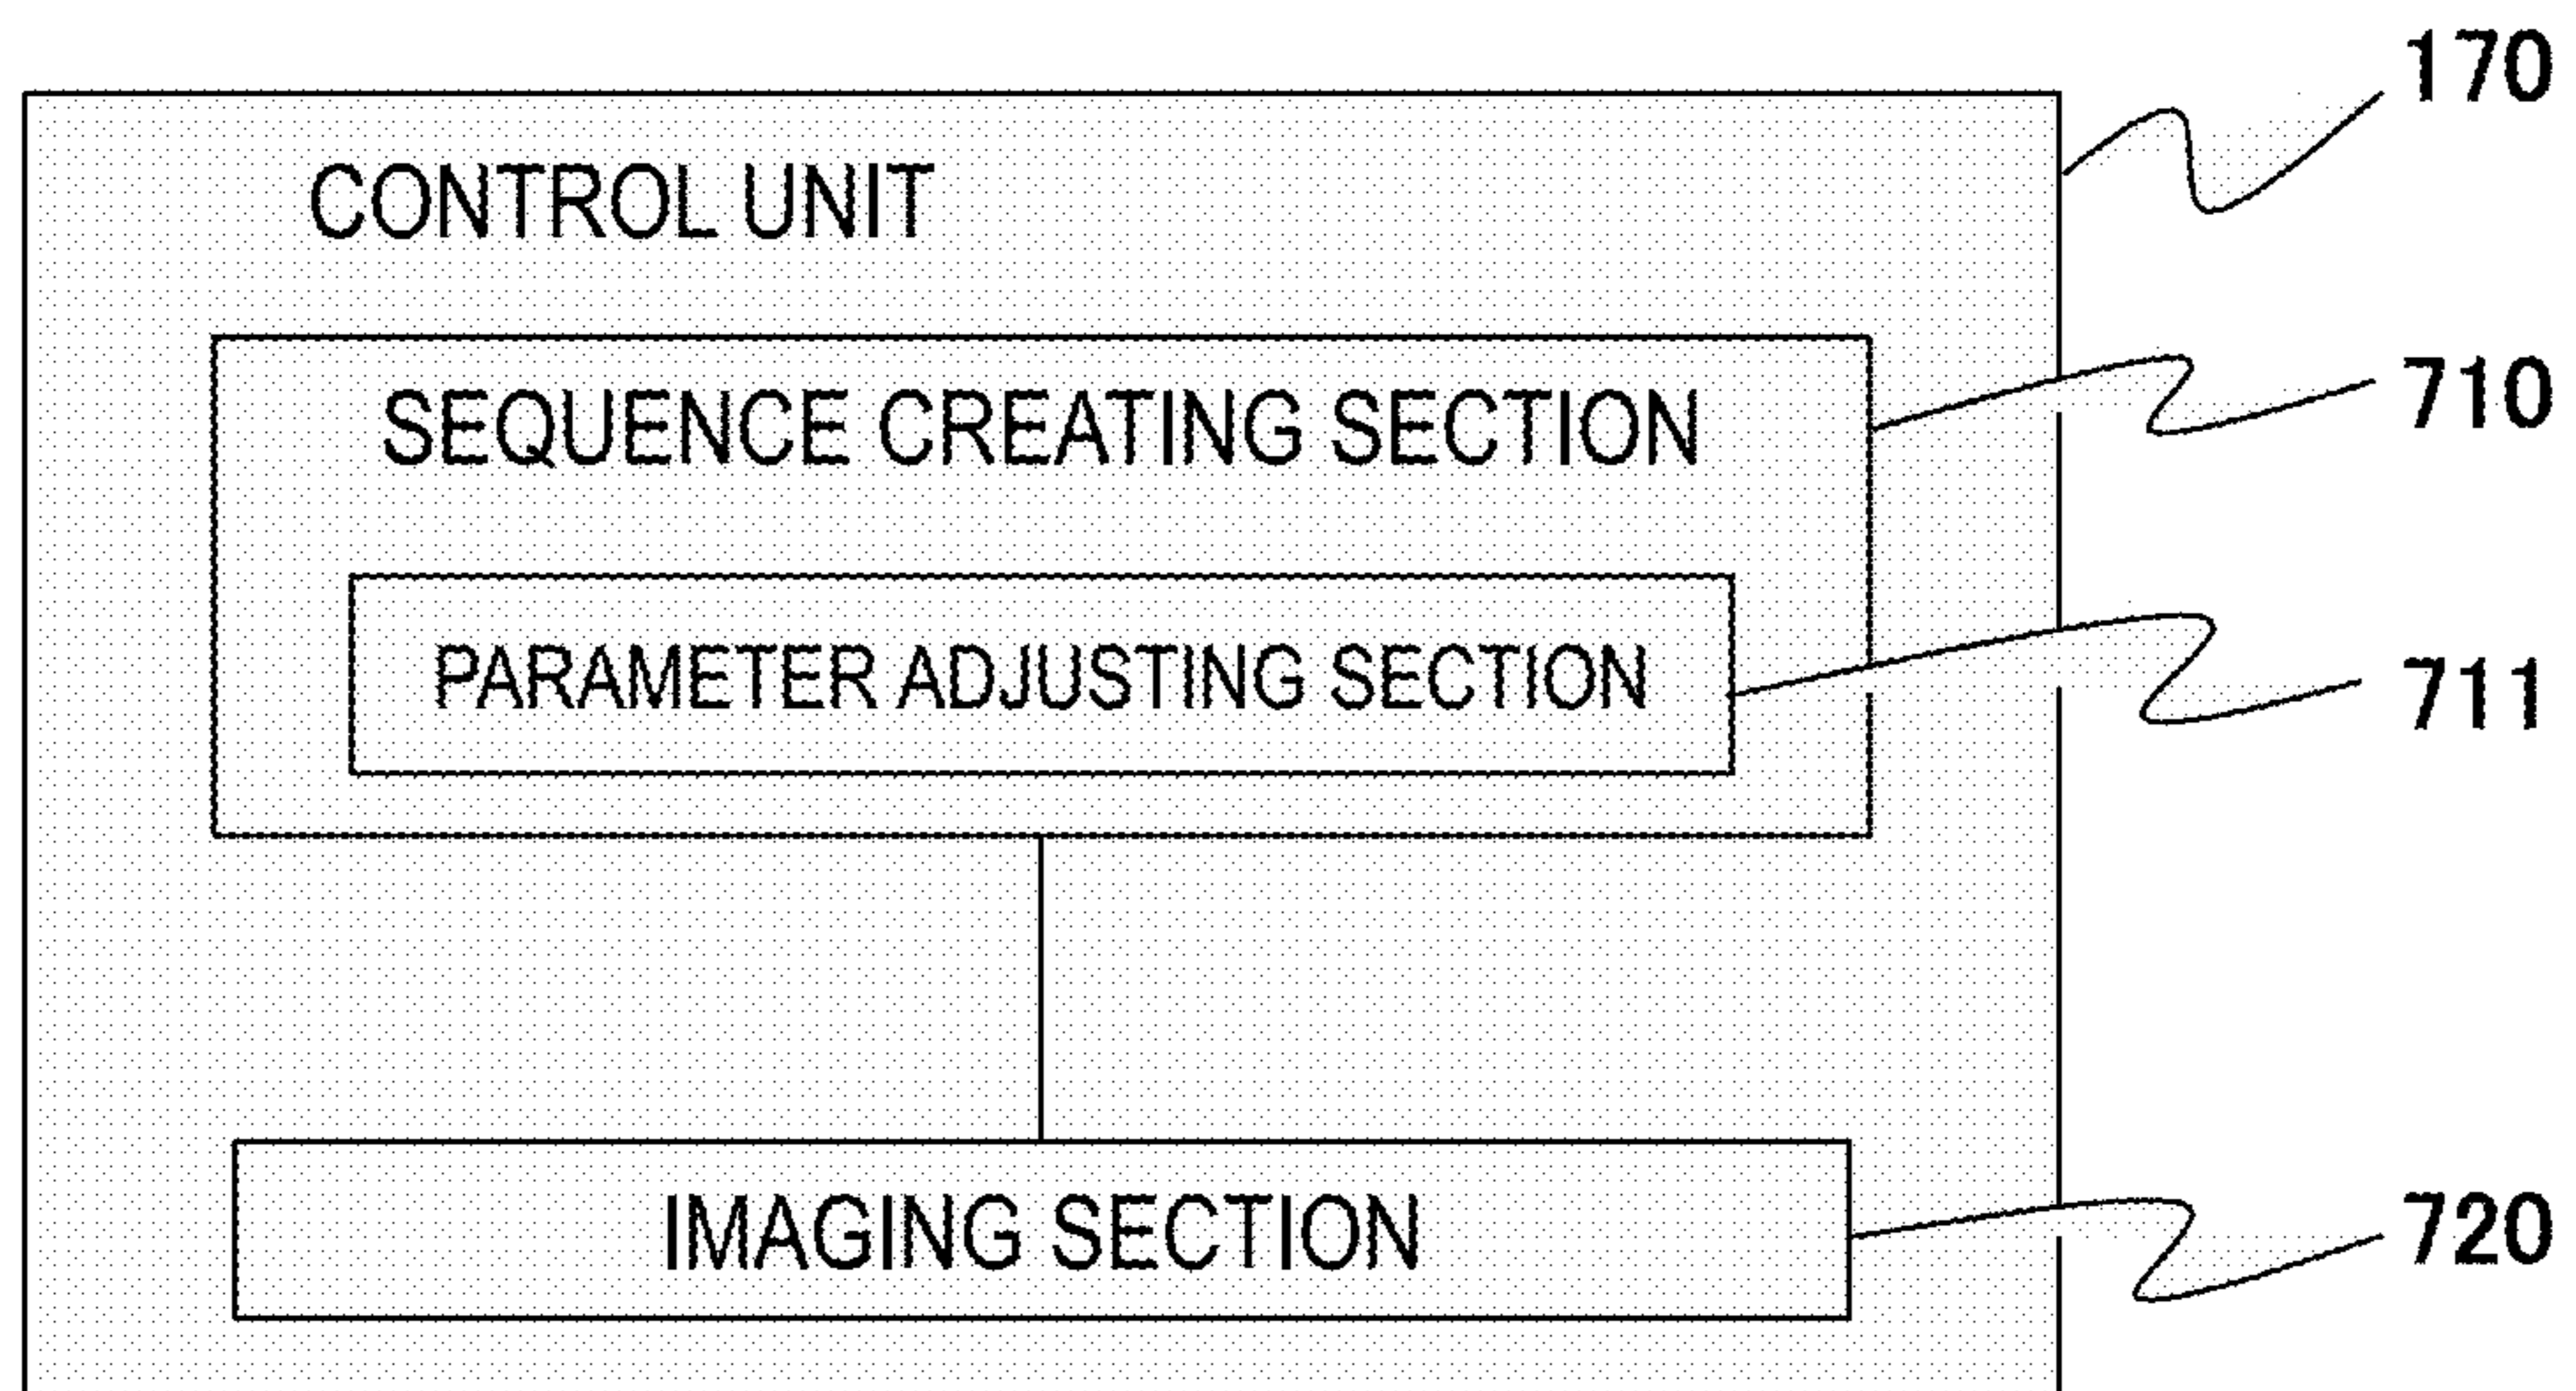 170
CONTROL UNIT
710
SEQUENCE CREATING SECTION
711
PARAMETER ADJUSTING SECTION
720
IMAGING SECTION